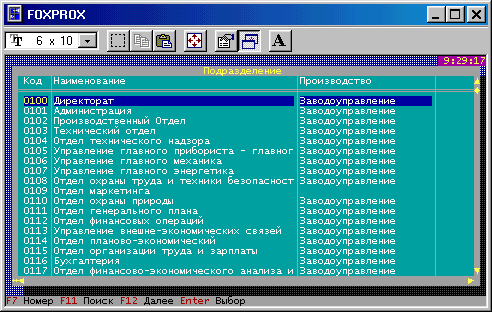 FOXPROX
6 x 10
9:29:17
Подразделение
Код Наименование Производство
0100 Директорат Заводоуправление
0101 Администрация Заводоуправление
0102 Производственный Отдел Заводоуправление
0103 Технический отдел Заводоуправление
0104 Отдел технического надзора Заводоуправление
0105 Управление главного прибориста - главног Заводоуправление
0106 Управление главного механика Заводоуправление
0107 Управление главного энергетика Заводоуправление
0108 Отдел охраны труда и техники безопасност Заводоуправление
0109 Отдел маркетинга
0110 Отдел охраны природы Заводоуправление
0111 Отдел генерального плана Заводоуправление
0112 Отдел финансовых операций Заводоуправление
0113 Управление внешне-экономических связей Заводоуправление
0114 Отдел планово-экономический Заводоуправление
0115 Отдел организации труда и зарплаты Заводоуправление
0116 Бухгалтерия Заводоуправление
0117 Отдел финансово-экономического анализа и Заводоуправление
F7 Номер F11 Поиск F12 Далее Enter Выбор